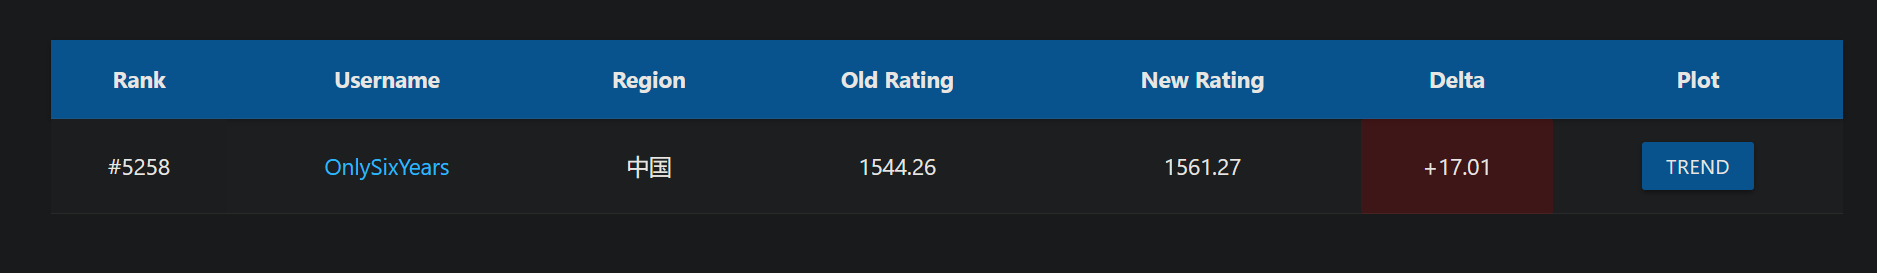 Rank Username Region Old Rating New Rating Delta Plot
#5258 OnlySixYears 中国 1544.26 1561.27 +17.01 TREND